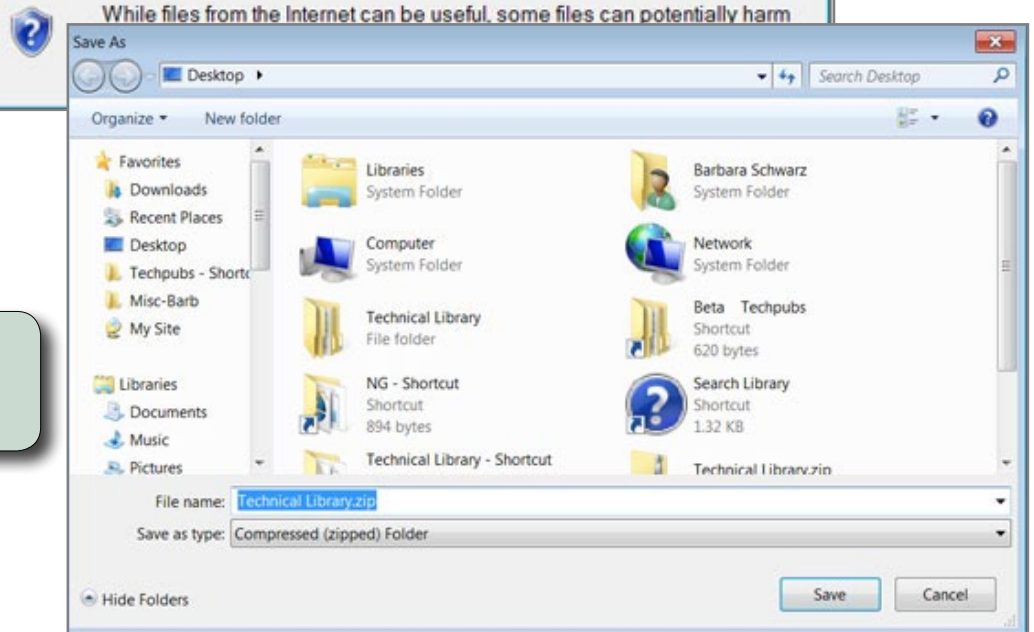 While files from the Internet can be useful, some files can potentially harm
Save As
Desktop
Search Desktop
Organize
New folder
Favorites
Downloads
Recent Places
Desktop
Techpubs - Shortc
Misc-Barb
My Site
Libraries
Documents
Music
Pictures
Libraries
System Folder
Barbara Schwarz
System Folder
Computer
System Folder
Network
System Folder
Technical Library
File folder
Beta Techpubs
Shortcut
620 bytes
NG - Shortcut
Shortcut
894 bytes
Search Library
Shortcut
1.32 KB
Technical Library - Shortcut
Technical Library.zip
File name: Technical Library.zip
Save as type: Compressed (zipped) Folder
Hide Folders
Save
Cancel